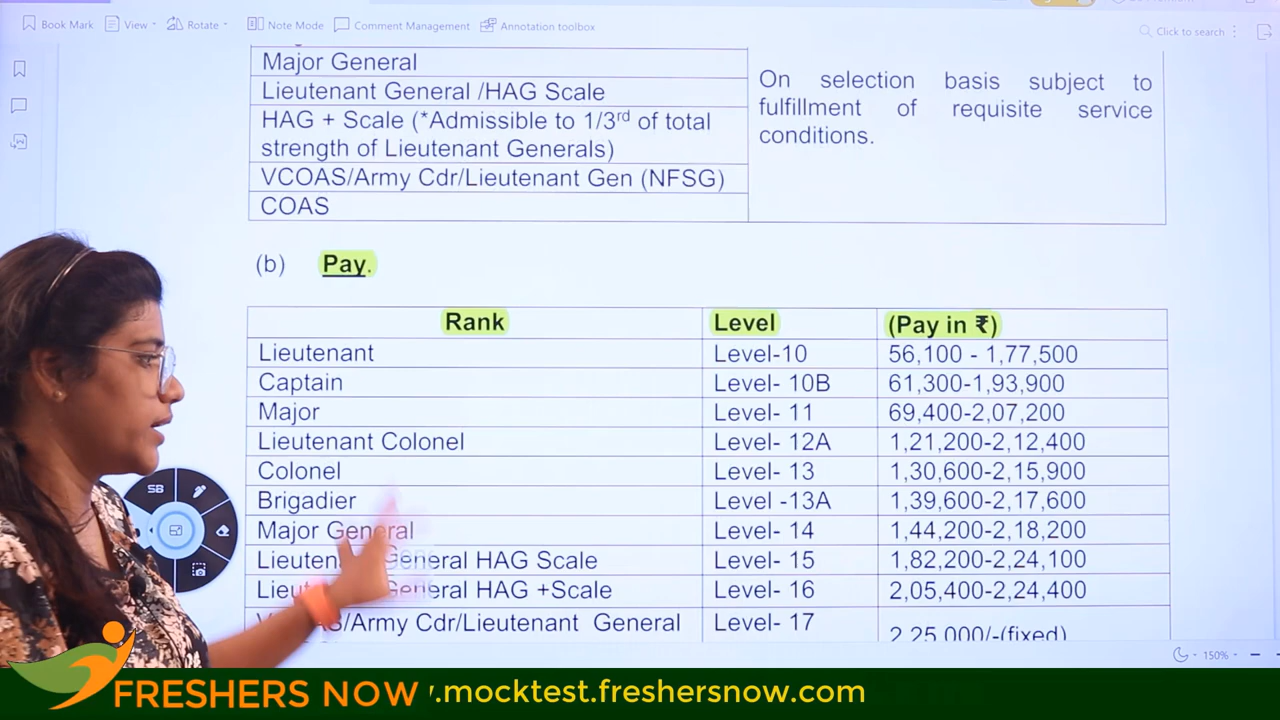 Book Mark View Rotate Note Mode Comment Management Annotation toolbox Click to search
Major General
Lieutenant General /HAG Scale
HAG + Scale (*Admissible to 1/3rd of total
strength of Lieutenant Generals)
VCOAS/Army Cdr/Lieutenant Gen (NFSG)
COAS
On selection basis subject to
fulfillment of requisite service
conditions.
(b) Pay.
Rank Level (Pay in ₹)
Lieutenant Level-10 56,100 - 1,77,500
Captain Level- 10B 61,300-1,93,900
Major Level- 11 69,400-2,07,200
Lieutenant Colonel Level- 12A 1,21,200-2,12,400
Colonel Level- 13 1,30,600-2,15,900
Brigadier Level -13A 1,39,600-2,17,600
Major General Level- 14 1,44,200-2,18,200
General HAG Scale Level- 15 1,82,200-2,24,100
General HAG +Scale Level- 16 2,05,400-2,24,400
/Army Cdr/Lieutenant General Level- 17 2,25,000/-(fixed)
SB
150%
FRESHERS NOW
.mocktest.freshersnow.com